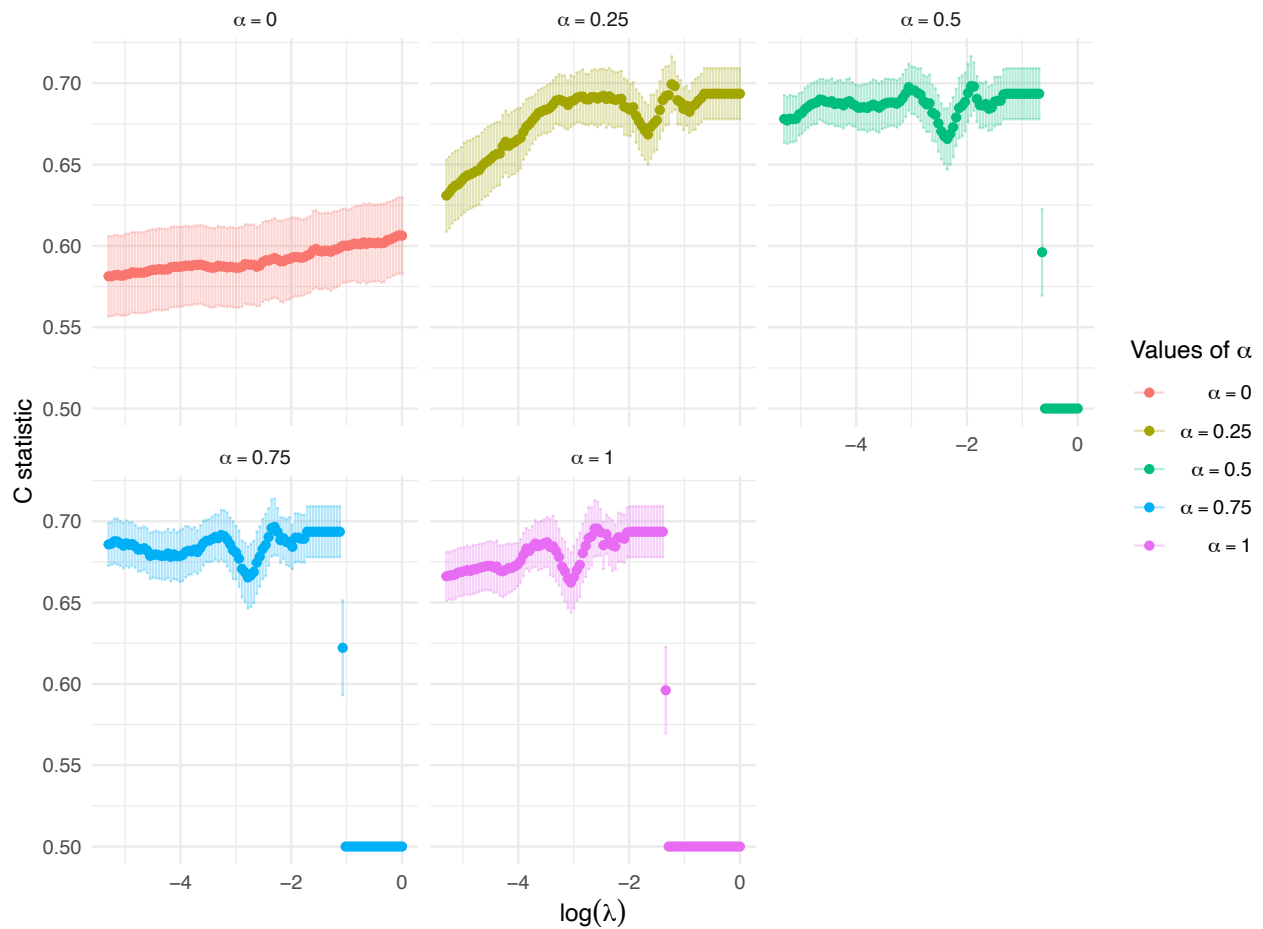 α = 0
α = 0.25
α = 0.5
0.70
0.65
0.60
0.55
0.50
−4
−2
0
α = 0.75
α = 1
0.70
0.65
0.60
0.55
0.50
−4
−2
0
−4
−2
0
C statistic
log(λ)
Values of α
α = 0
α = 0.25
α = 0.5
α = 0.75
α = 1